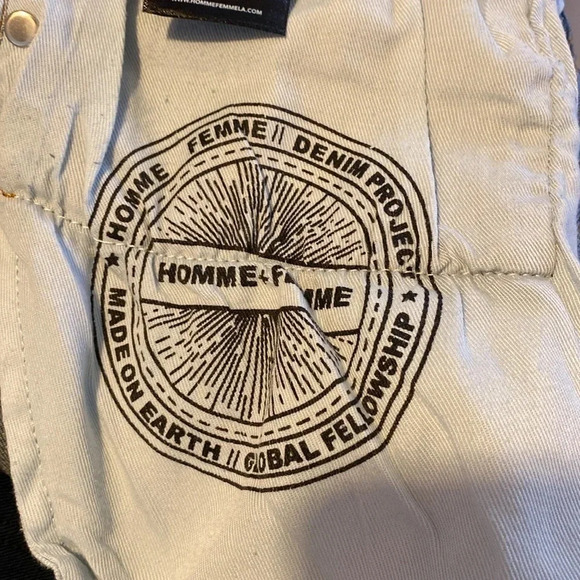 WWW.HOMMEFEMMELA.COM
HOMME FEMME // DENIM PROJECT
HOMME + FEMME
MADE ON EARTH // GLOBAL FELLOWSHIP